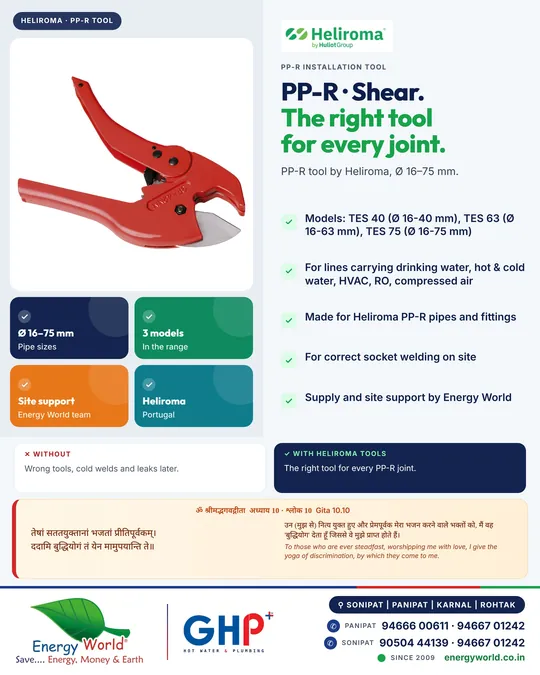 HELIROMA · PP-R TOOL
Heliroma®
by HuliotGroup
PP-R INSTALLATION TOOL
PP-R · Shear.
The right tool
for every joint.
PP-R tool by Heliroma, Ø 16–75 mm.
Models: TES 40 (Ø 16-40 mm), TES 63 (Ø
16-63 mm), TES 75 (Ø 16-75 mm)
For lines carrying drinking water, hot & cold
water, HVAC, RO, compressed air
Made for Heliroma PP-R pipes and fittings
For correct socket welding on site
Supply and site support by Energy World
Ø 16–75 mm
Pipe sizes
3 models
In the range
Site support
Energy World team
Heliroma
Portugal
✕ WITHOUT
Wrong tools, cold welds and leaks later.
✓ WITH HELIROMA TOOLS
The right tool for every PP-R joint.
ॐ श्रीमद्भगवद्गीता अध्याय 10 · श्लोक 10 Gita 10.10
तेषां सततयुक्तानां भजतां प्रीतिपूर्वकम्।
ददामि बुद्धियोगं तं येन मामुपयान्ति ते॥
उन (मुझ से) नित्य युक्त हुए और प्रेमपूर्वक मेरा भजन करने वाले भक्तों को, मैं वह
'बुद्धियोग' देता हूँ जिससे वे मुझे प्राप्त होते हैं।
To those who are ever steadfast, worshipping me with love, I give the
yoga of discrimination, by which they come to me.
Energy World®
Save.... Energy, Money & Earth
GHP+
HOT WATER & PLUMBING
SONIPAT | PANIPAT | KARNAL | ROHTAK
PANIPAT 94666 00611 · 94667 01242
SONIPAT 90504 44139 · 94667 01242
SINCE 2009 energyworld.co.in